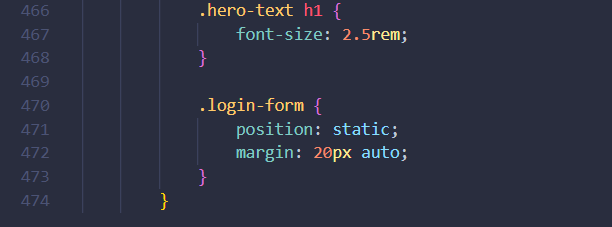 466 .hero-text h1 {
467 font-size: 2.5rem;
468 }
469
470 .login-form {
471 position: static;
472 margin: 20px auto;
473 }
474 }